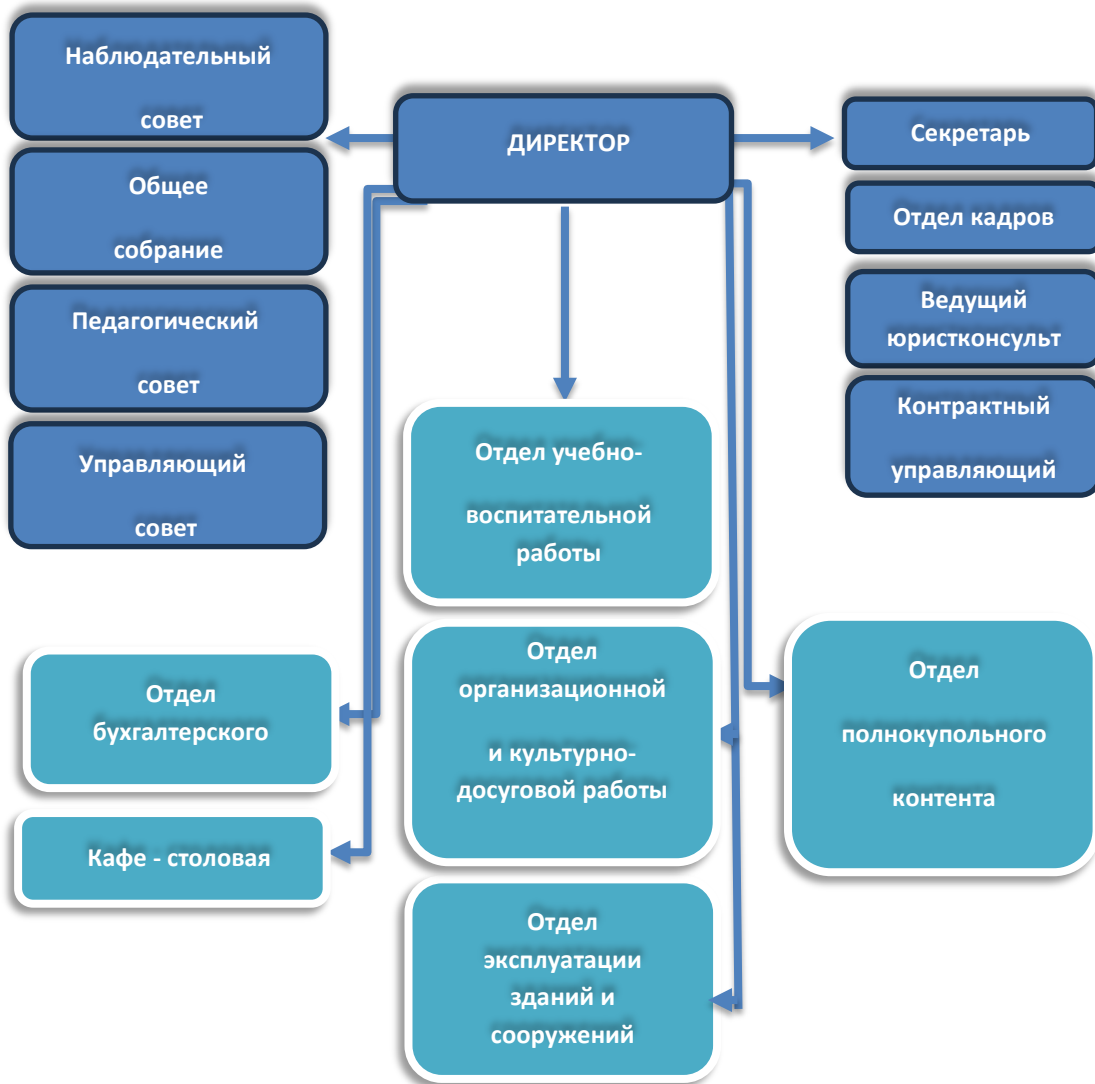 Наблюдательный
совет
Общее
собрание
Педагогический
совет
Управляющий
совет
ДИРЕКТОР
Секретарь
Отдел кадров
Ведущий
юристконсульт
Контрактный
управляющий
Отдел учебно-
воспитательной
работы
Отдел
организационной
и культурно-
досуговой работы
Отдел
эксплуатации
зданий и
сооружений
Отдел
бухгалтерского
Кафе - столовая
Отдел
полнокупольного
контента